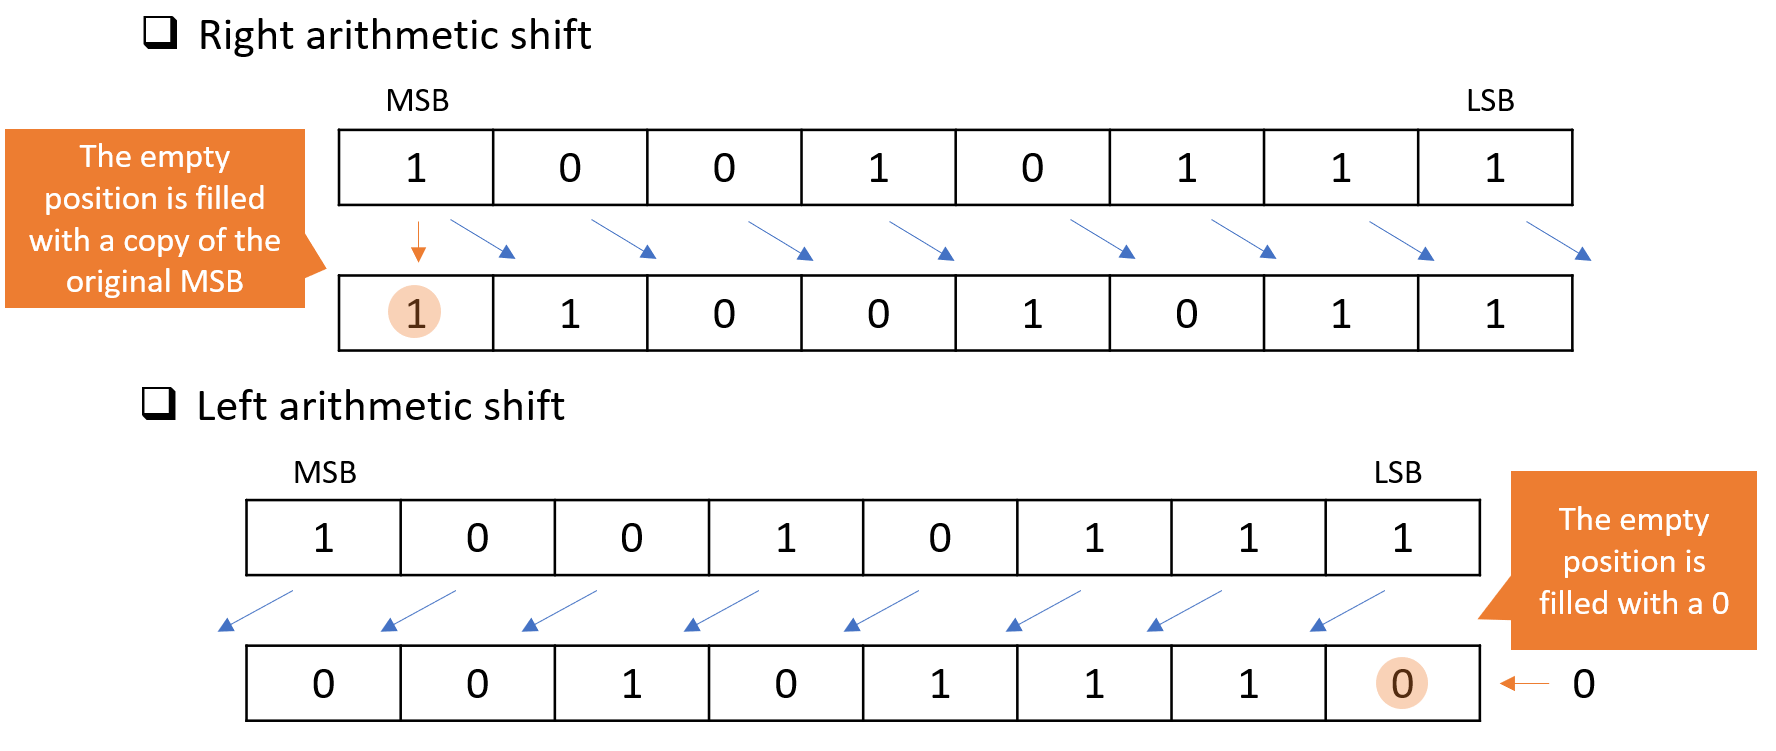 Right arithmetic shift
MSB LSB
The empty
position is filled
with a copy of the
original MSB
1 0 0 1 0 1 1 1
1 1 0 0 1 0 1 1
Left arithmetic shift
MSB LSB
1 0 0 1 0 1 1 1
The empty
position is
filled with a 0
0 0 1 0 1 1 1 0 0